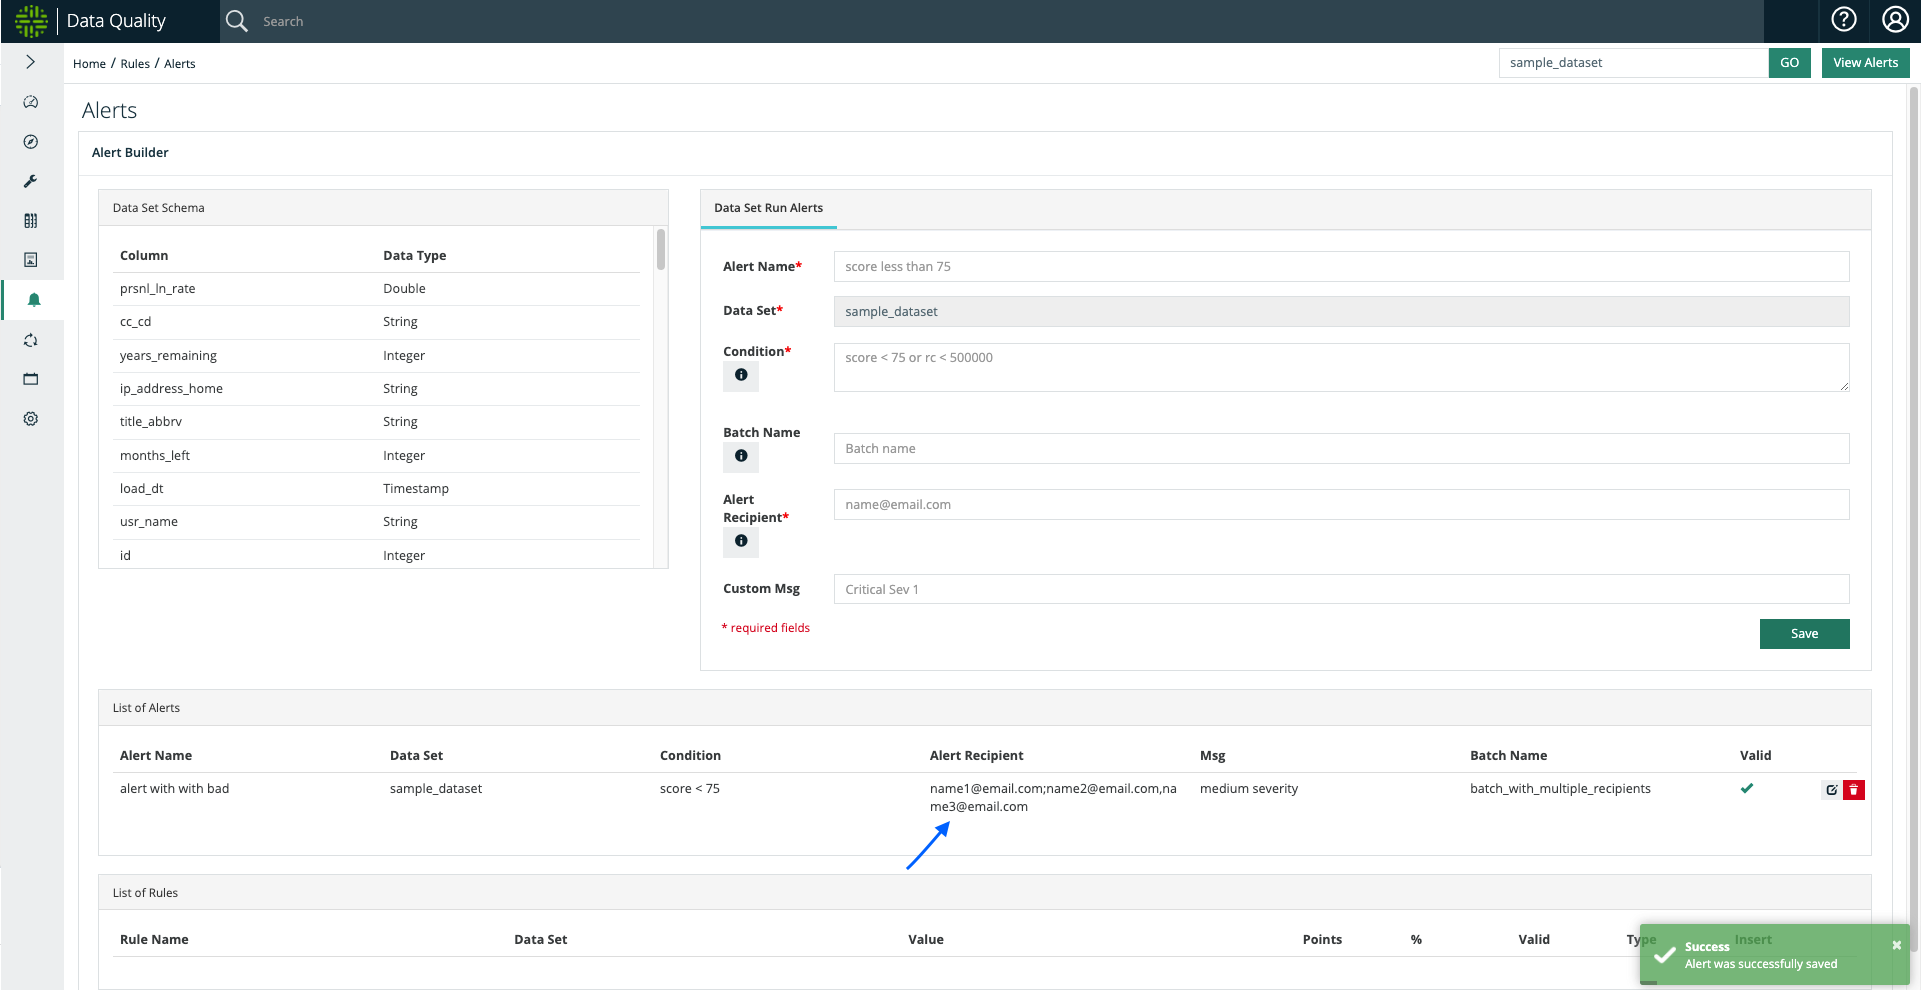 Data Quality
Search
Home / Rules / Alerts
sample_dataset
GO
View Alerts
Alerts
Alert Builder
Data Set Schema
Column Data Type
prsnl_ln_rate Double
cc_cd String
years_remaining Integer
ip_address_home String
title_abbrv String
months_left Integer
load_dt Timestamp
usr_name String
id Integer
Data Set Run Alerts
Alert Name* score less than 75
Data Set* sample_dataset
Condition* score < 75 or rc < 500000
Batch Name Batch name
Alert
Recipient* name@email.com
Custom Msg Critical Sev 1
* required fields
Save
List of Alerts
Alert Name Data Set Condition Alert Recipient Msg Batch Name Valid
alert with with bad sample_dataset score < 75 name1@email.com;name2@email.com,na medium severity batch_with_multiple_recipients
me3@email.com
List of Rules
Rule Name Data Set Value Points % Valid Type Insert
Success
Alert was successfully saved